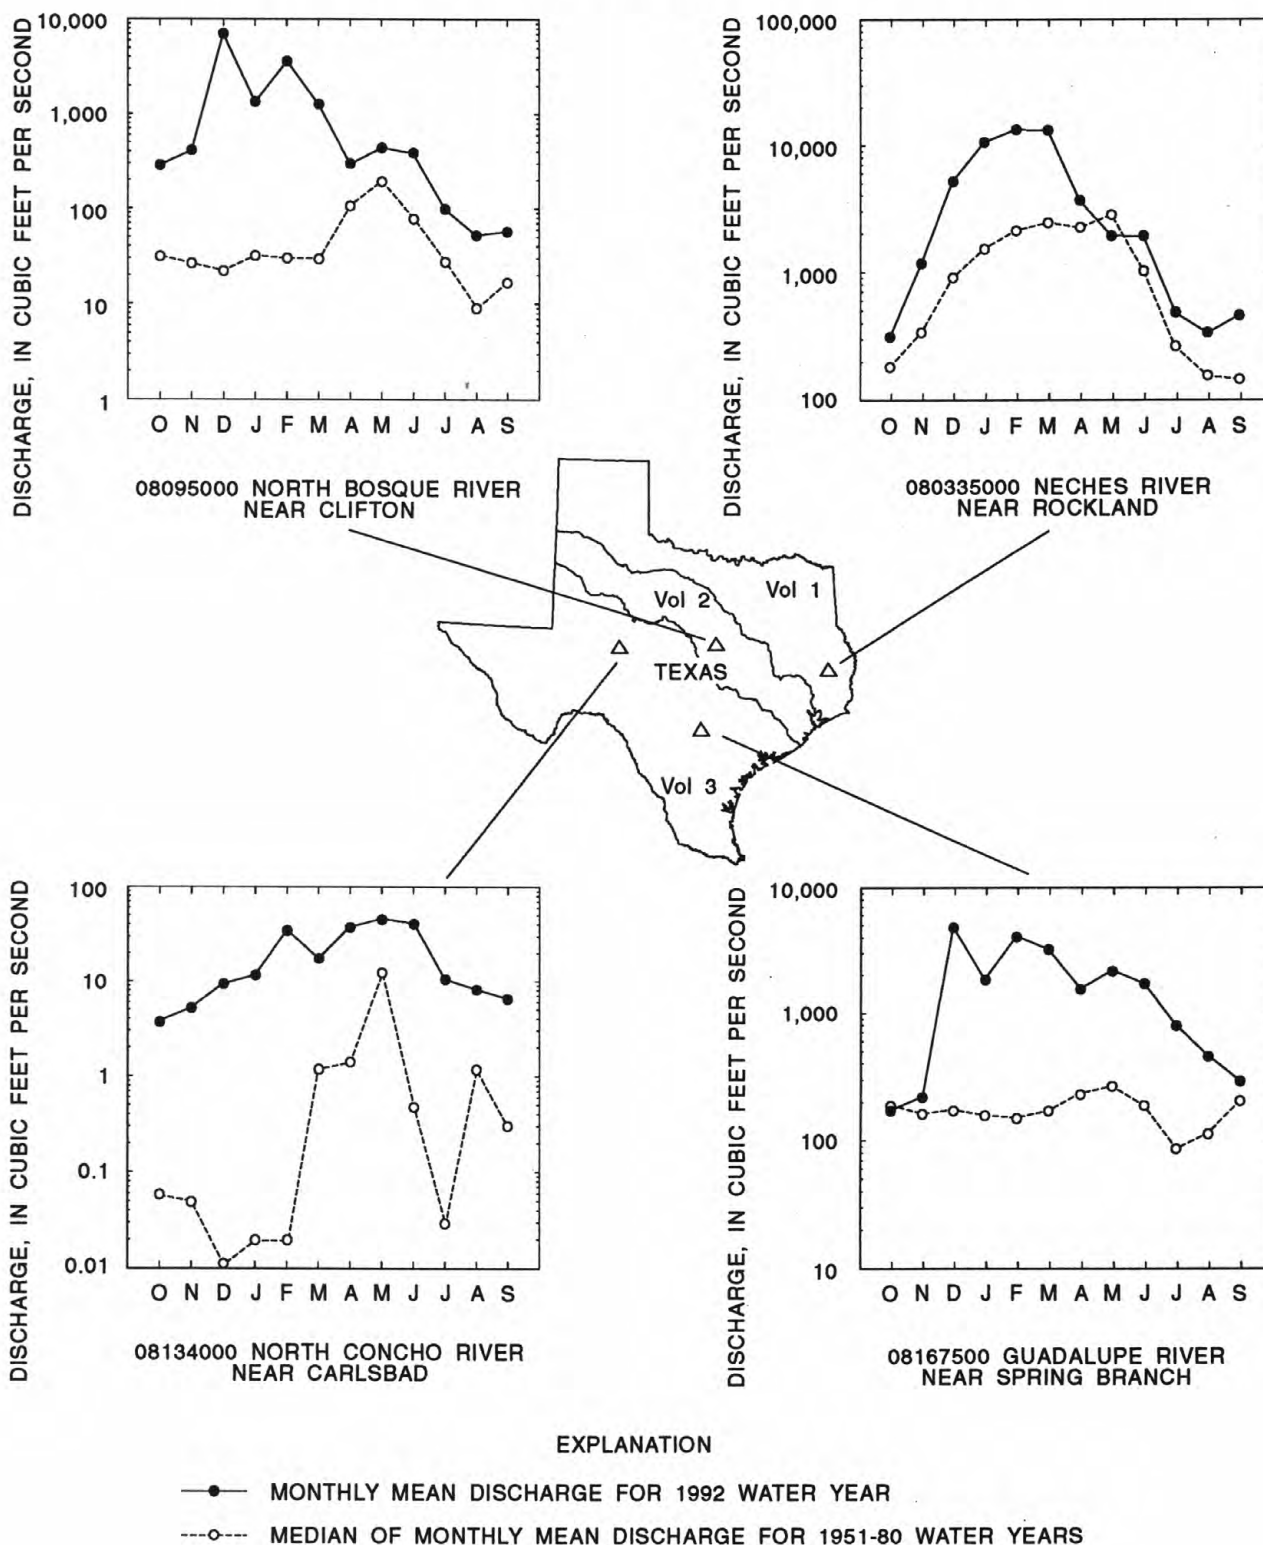 DISCHARGE, IN CUBIC FEET PER SECOND
10,000
1,000
100
10
1
O N D J F M A M J J A S
08095000 NORTH BOSQUE RIVER
NEAR CLIFTON
DISCHARGE, IN CUBIC FEET PER SECOND
100,000
10,000
1,000
100
O N D J F M A M J J A S
080335000 NECHES RIVER
NEAR ROCKLAND
Vol 1
Vol 2
TEXAS
Vol 3
DISCHARGE, IN CUBIC FEET PER SECOND
100
10
1
0.1
0.01
O N D J F M A M J J A S
08134000 NORTH CONCHO RIVER
NEAR CARLSBAD
DISCHARGE, IN CUBIC FEET PER SECOND
10,000
1,000
100
10
O N D J F M A M J J A S
08167500 GUADALUPE RIVER
NEAR SPRING BRANCH
EXPLANATION
MONTHLY MEAN DISCHARGE FOR 1992 WATER YEAR
MEDIAN OF MONTHLY MEAN DISCHARGE FOR 1951-80 WATER YEARS